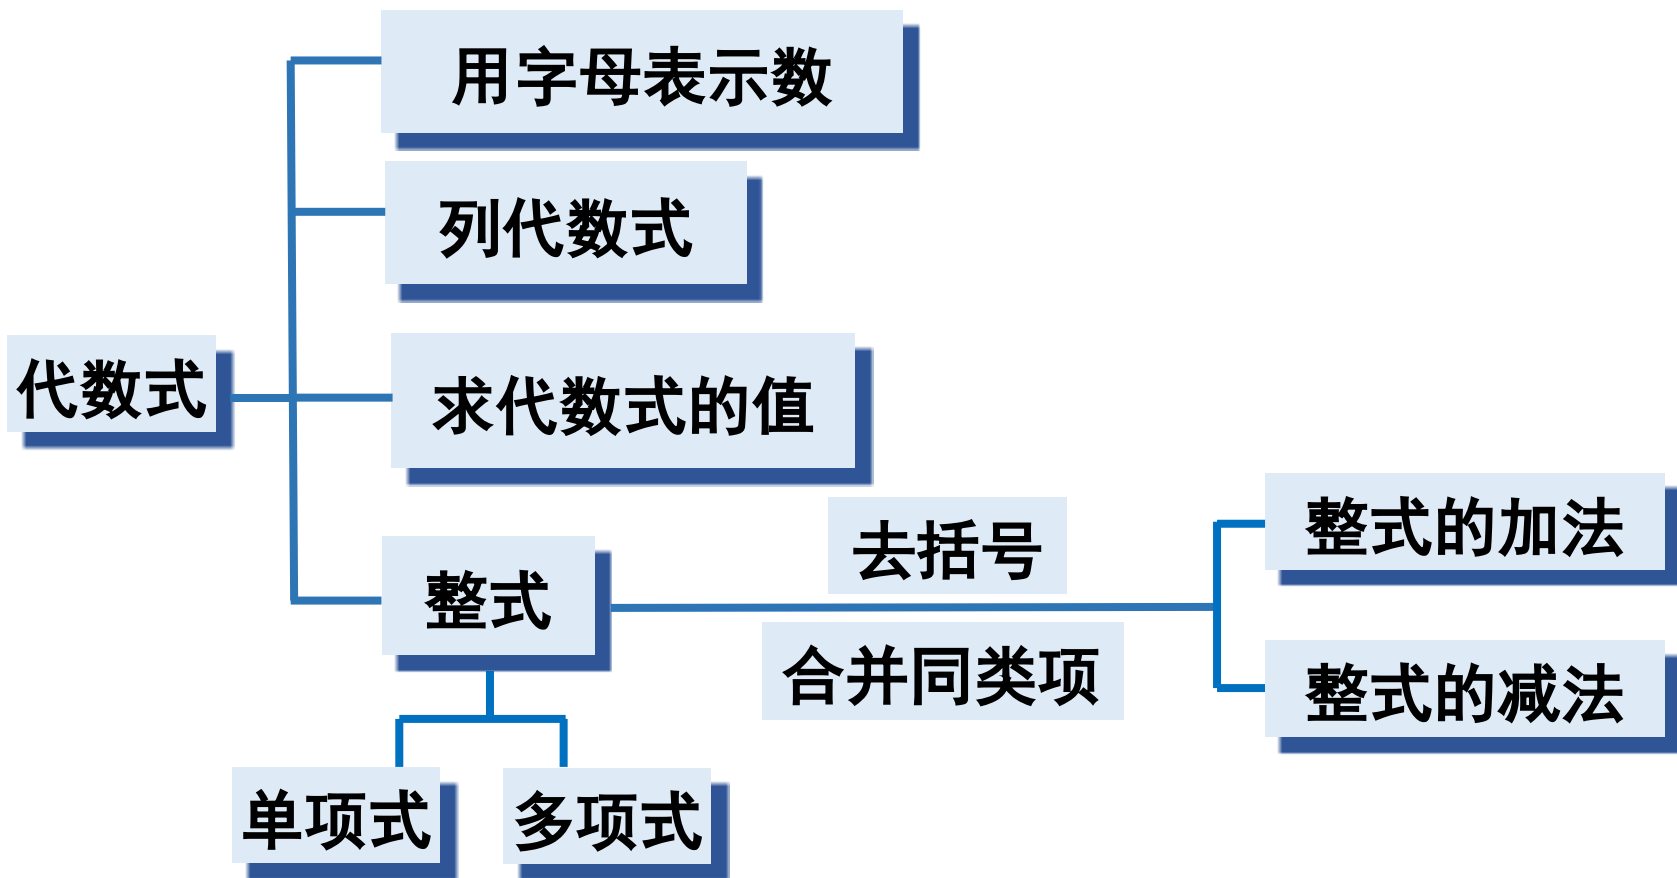 用字母表示数
列代数式
代数式
求代数式的值
整式
去括号
合并同类项
整式的加法
整式的减法
单项式
多项式